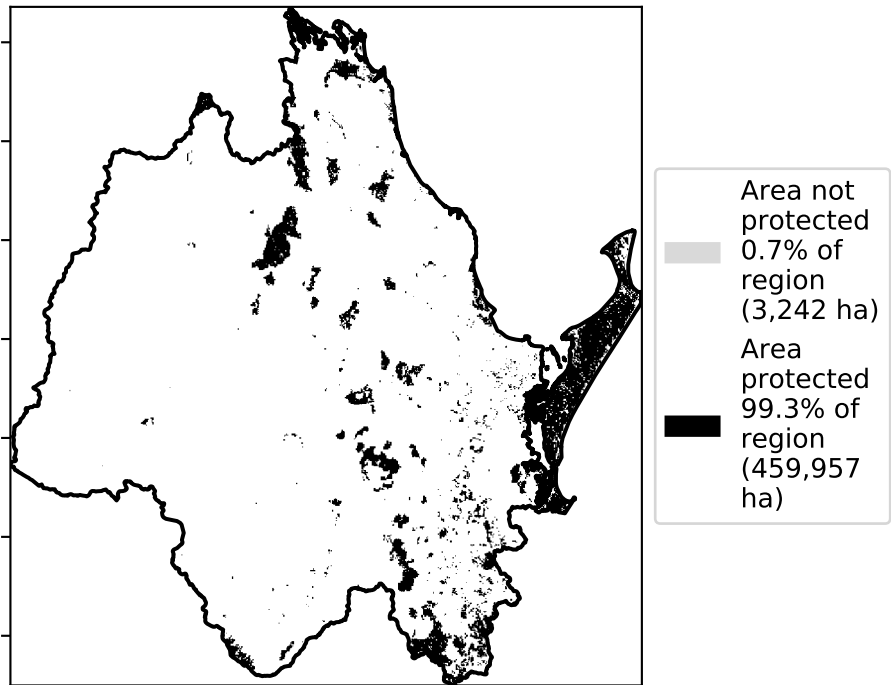 Area not
protected
0.7% of
region
(3,242 ha)
Area
protected
99.3% of
region
(459,957
ha)